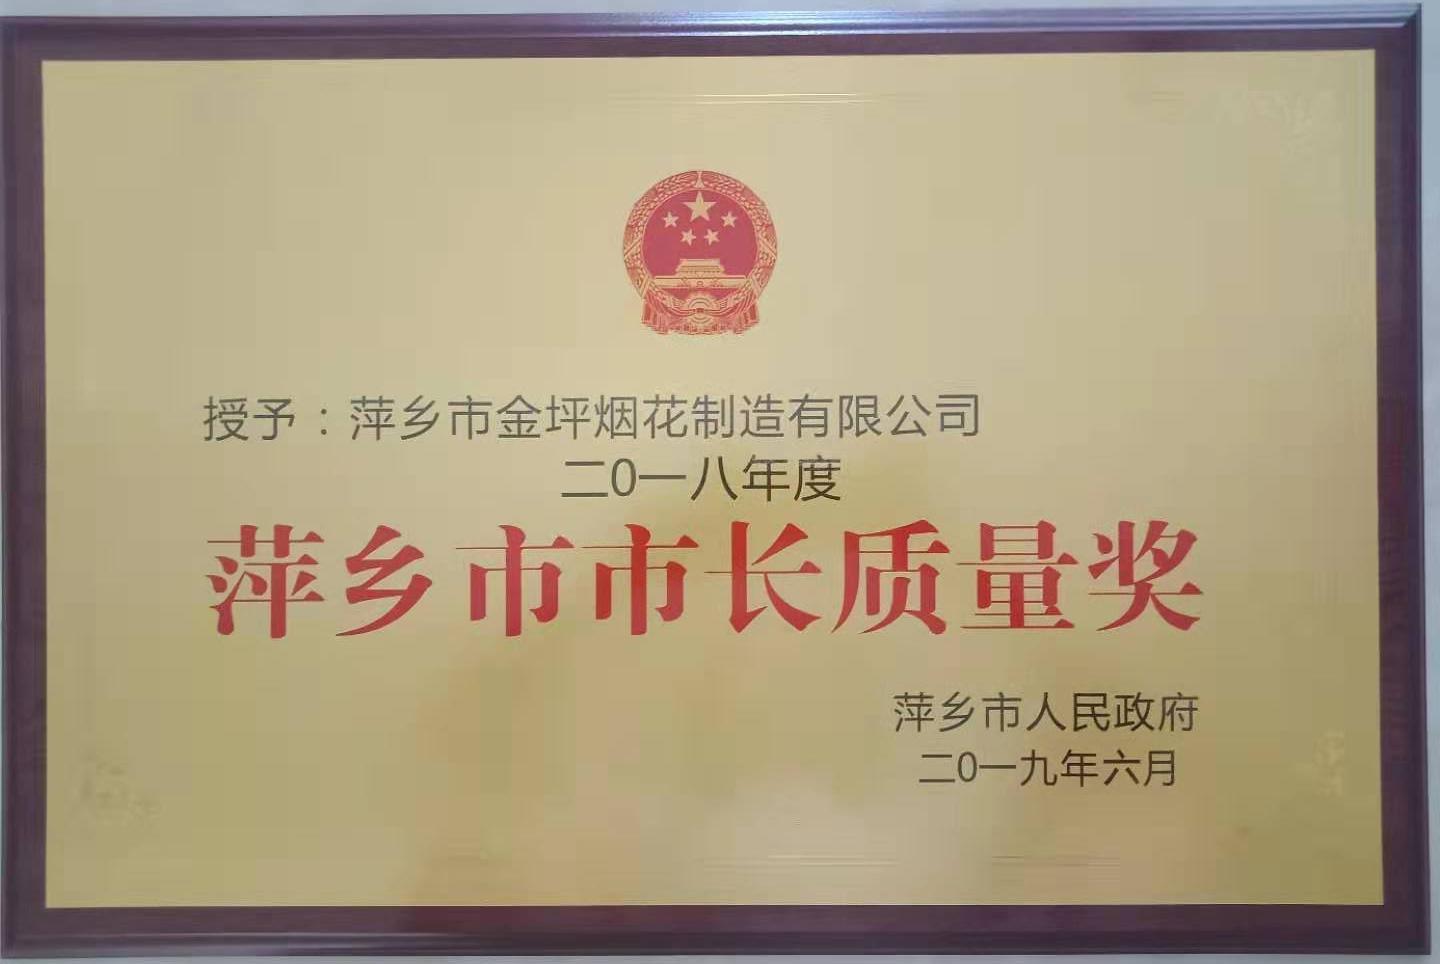 授予：萍乡市金坪烟花制造有限公司
二0一八年度
萍乡市市长质量奖
萍乡市人民政府
二0一九年六月